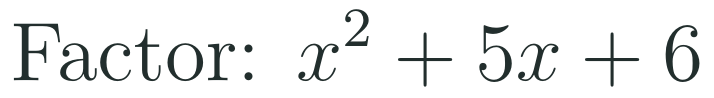 Factor: $x^2 + 5x + 6$